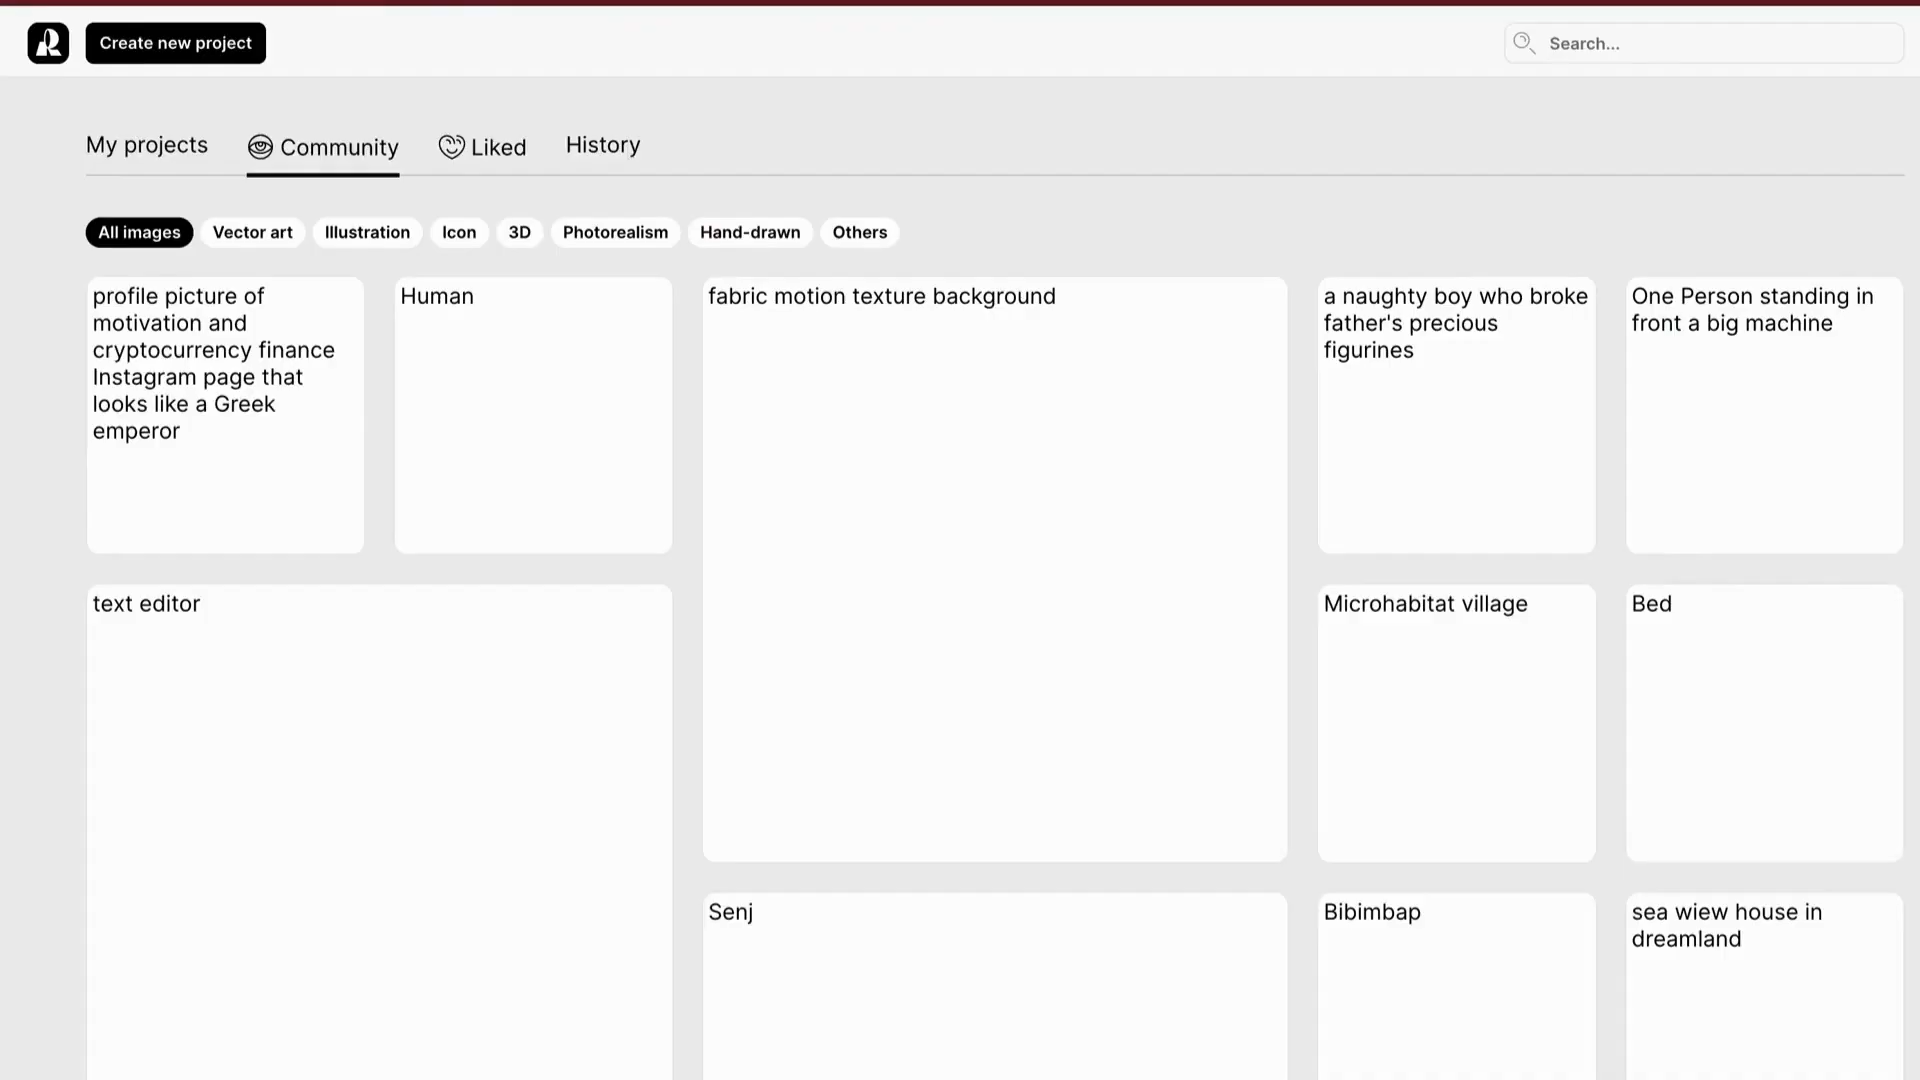 Create new project
Search...
My projects
Community
Liked
History
All images
Vector art
Illustration
Icon
3D
Photorealism
Hand-drawn
Others
profile picture of
motivation and
cryptocurrency finance
Instagram page that
looks like a Greek
emperor
Human
fabric motion texture background
a naughty boy who broke
father's precious
figurines
One Person standing in
front a big machine
text editor
Microhabitat village
Bed
Senj
Bibimbap
sea wiew house in
dreamland